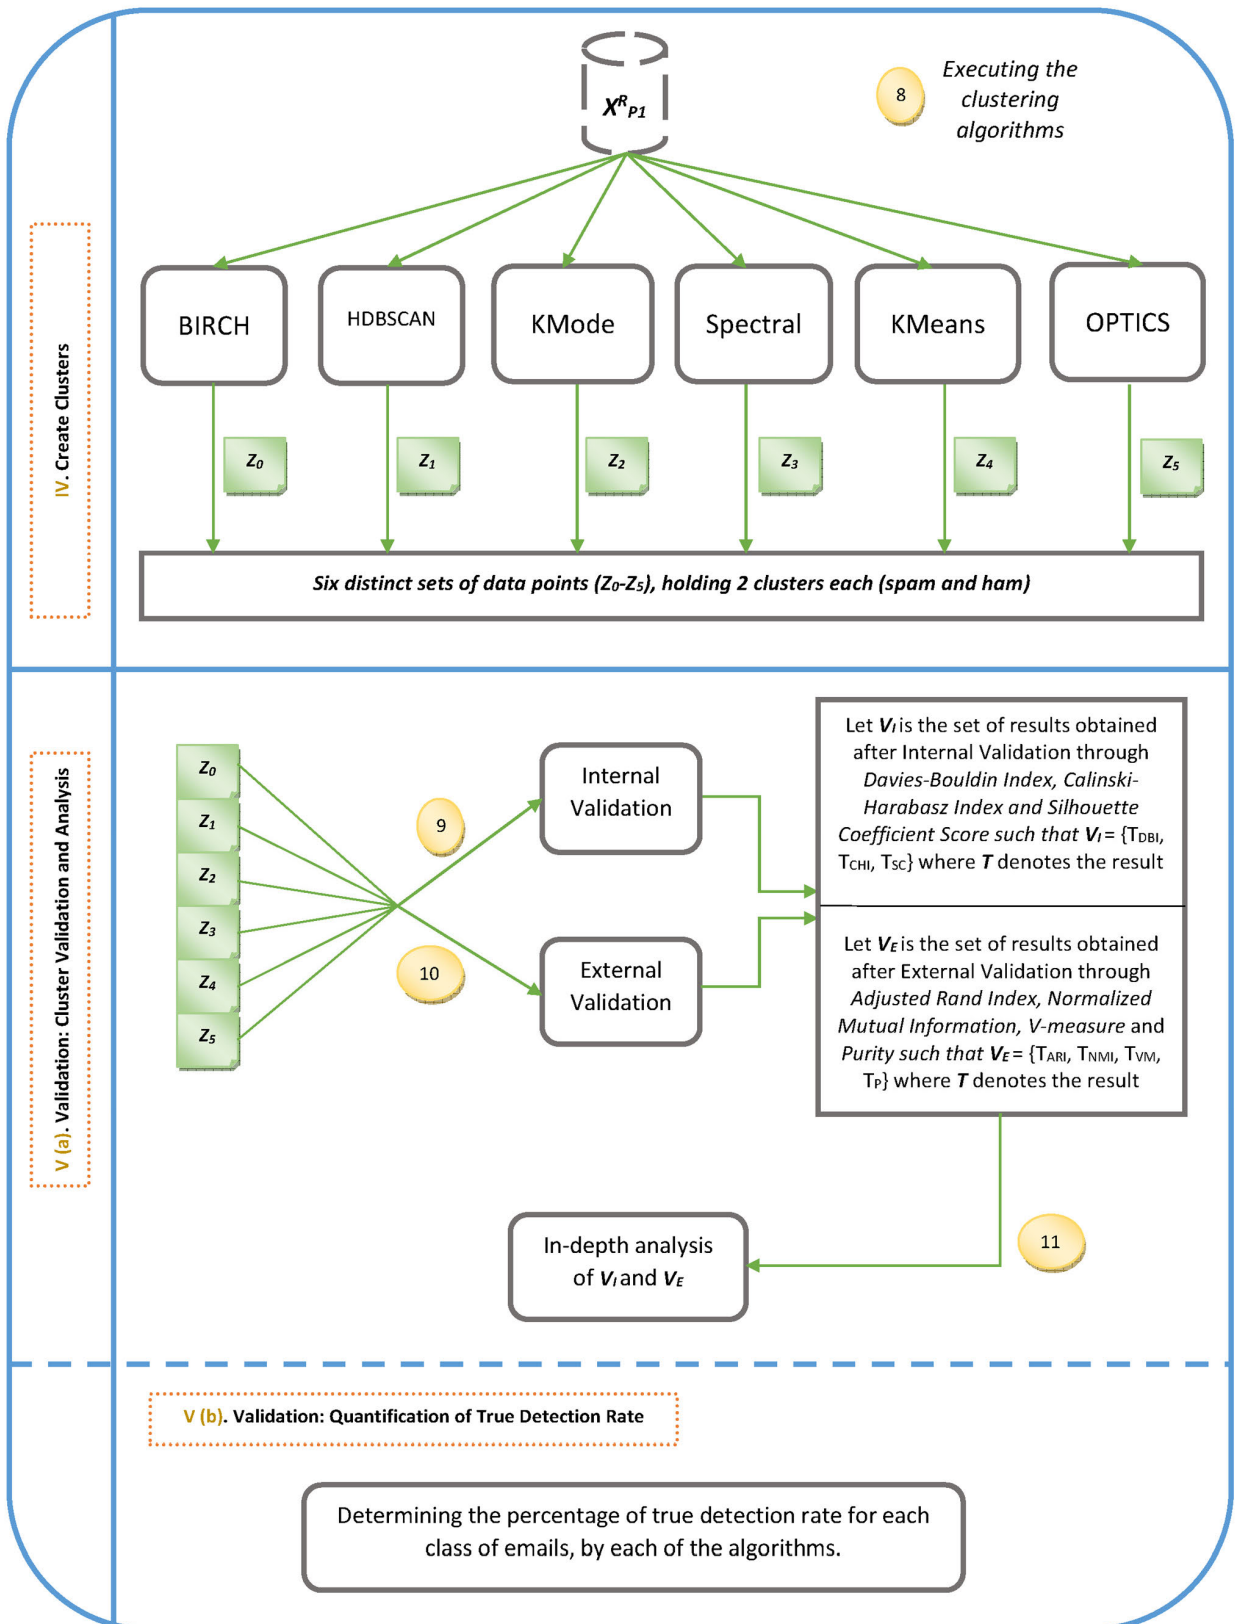 X^R_P1
8
Executing the
clustering
algorithms
IV. Create Clusters
BIRCH
HDBSCAN
KMode
Spectral
KMeans
OPTICS
Z0
Z1
Z2
Z3
Z4
Z5
Six distinct sets of data points (Z0-Z5), holding 2 clusters each (spam and ham)
V (a). Validation: Cluster Validation and Analysis
Z0
Z1
Z2
Z3
Z4
Z5
9
10
Internal
Validation
External
Validation
Let VI is the set of results obtained
after Internal Validation through
Davies-Bouldin Index, Calinski-
Harabasz Index and Silhouette
Coefficient Score such that VI = {TDBI,
TCHI, TSC} where T denotes the result
Let VE is the set of results obtained
after External Validation through
Adjusted Rand Index, Normalized
Mutual Information, V-measure and
Purity such that VE = {TARI, TNMI, TVM,
TP} where T denotes the result
11
In-depth analysis
of VI and VE
V (b). Validation: Quantification of True Detection Rate
Determining the percentage of true detection rate for each
class of emails, by each of the algorithms.